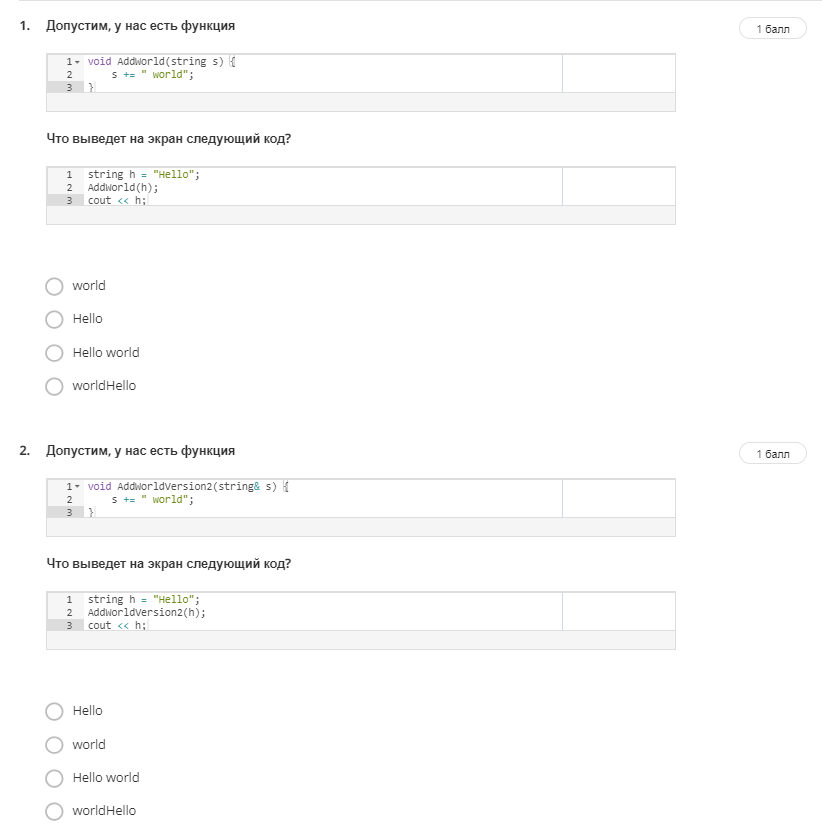 1. Допустим, у нас есть функция
1 балл
1 void AddWorld(string s) {
2 s += " world";
3 }
Что выведет на экран следующий код?
1 string h = "Hello";
2 AddWorld(h);
3 cout << h;
world
Hello
Hello world
worldHello
2. Допустим, у нас есть функция
1 балл
1 void AddWorldVersion2(string& s) {
2 s += " world";
3 }
Что выведет на экран следующий код?
1 string h = "Hello";
2 AddWorldVersion2(h);
3 cout << h;
Hello
world
Hello world
worldHello